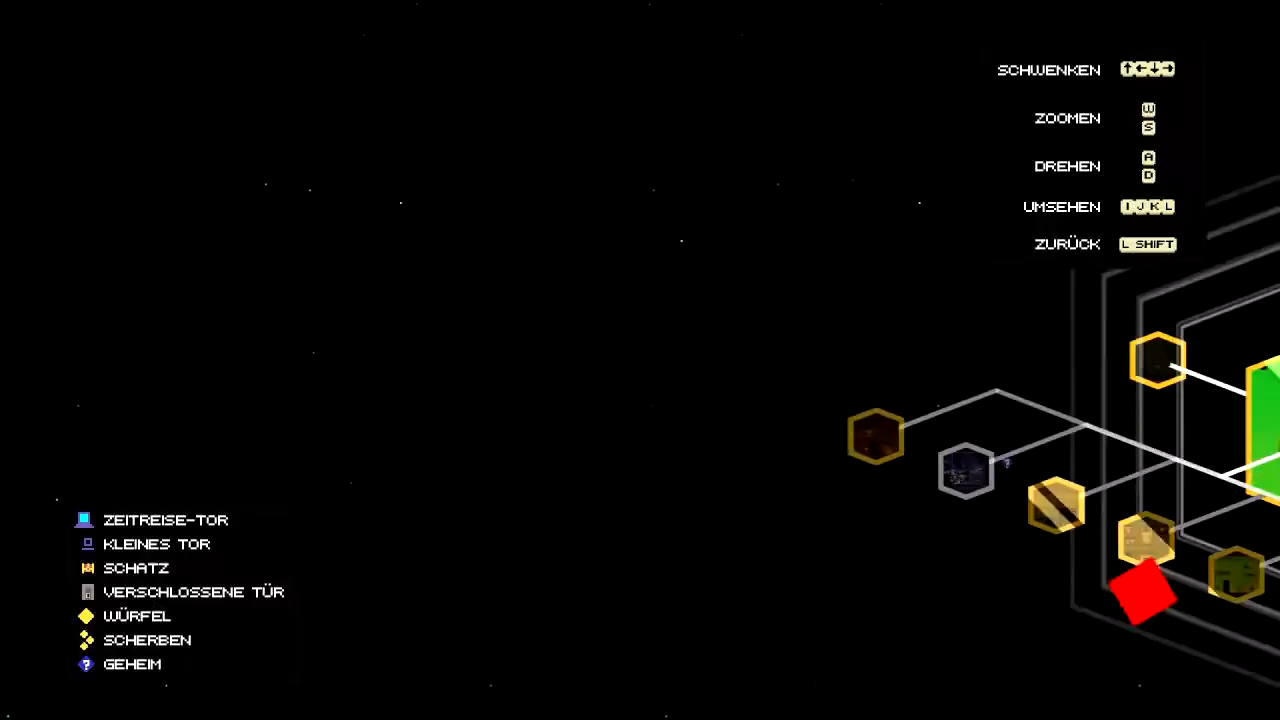 SCHWENKEN ↑←↓→
ZOOMEN W
S
DREHEN A
D
UMSEHEN I J K L
ZURÜCK L SHIFT
ZEITREISE-TOR
KLEINES TOR
SCHATZ
VERSCHLOSSENE TÜR
WÜRFEL
SCHERBEN
? GEHEIM